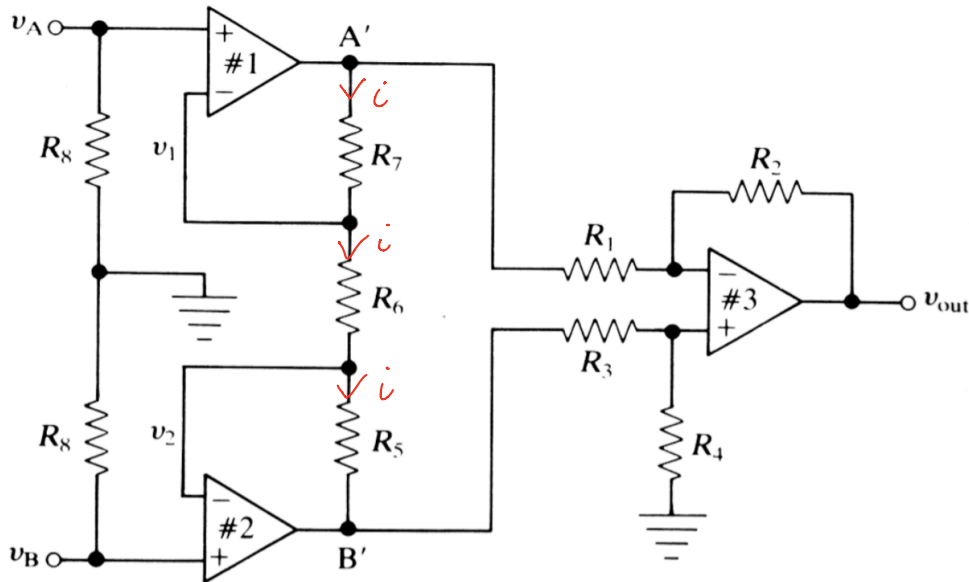 vA
+
#1
−
A′
i
R8
v1
R7
R2
i
R1
−
#3
+
vout
R6
R3
i
R8
v2
R5
R4
−
#2
+
vB
B′